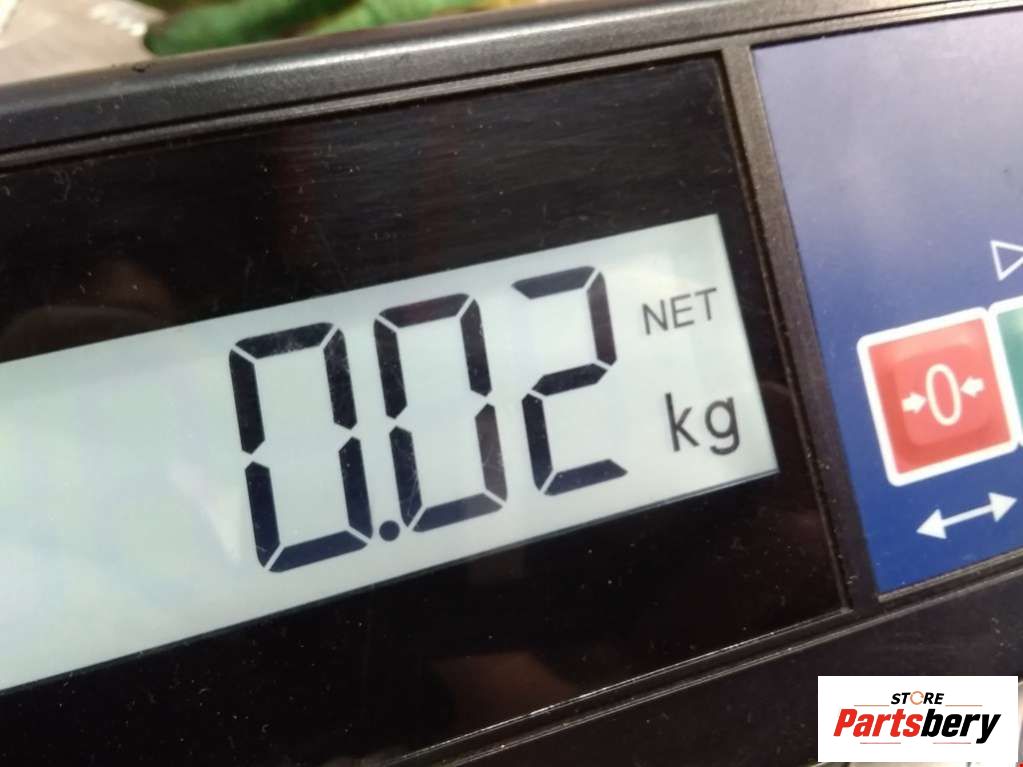 0.02
NET
kg
0
STORE
Partsbery